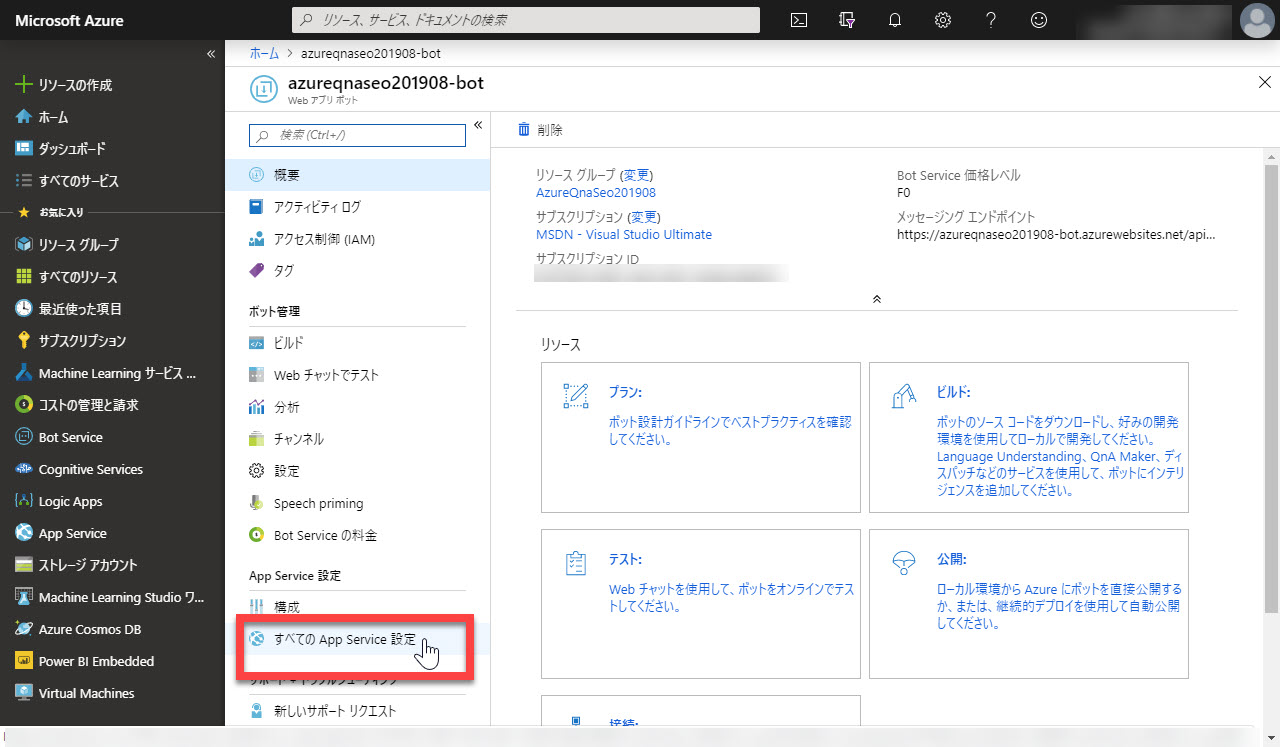 Microsoft Azure
リソース、サービス、ドキュメントの検索
リソースの作成
ホーム
ダッシュボード
すべてのサービス
お気に入り
リソース グループ
すべてのリソース
最近使った項目
サブスクリプション
Machine Learning サービス ...
コストの管理と請求
Bot Service
Cognitive Services
Logic Apps
App Service
ストレージ アカウント
Machine Learning Studio ワ...
Azure Cosmos DB
Power BI Embedded
Virtual Machines
ホーム > azureqnaseo201908-bot
azureqnaseo201908-bot
Web アプリ ボット
検索 (Ctrl+/)
概要
アクティビティ ログ
アクセス制御 (IAM)
タグ
ボット管理
ビルド
Web チャットでテスト
分析
チャンネル
設定
Speech priming
Bot Service の料金
App Service 設定
構成
すべての App Service 設定
サポート + トラブルシューティング
新しいサポート リクエスト
削除
リソース グループ (変更)
AzureQnaSeo201908
サブスクリプション (変更)
MSDN - Visual Studio Ultimate
サブスクリプション ID
Bot Service 価格レベル
F0
メッセージング エンドポイント
https://azureqnaseo201908-bot.azurewebsites.net/api...
リソース
プラン:
ボット設計ガイドラインでベストプラクティスを確認
してください。
ビルド:
ボットのソース コードをダウンロードし、好みの開発
環境を使用してローカルで開発してください。
Language Understanding、QnA Maker、ディ
スパッチなどのサービスを使用して、ボットにインテリ
ジェンスを追加してください。
テスト:
Web チャットを使用して、ボットをオンラインでテス
トしてください。
公開:
ローカル環境から Azure にボットを直接公開する
か、または、継続的デプロイを使用して自動公開
してください。
接続: